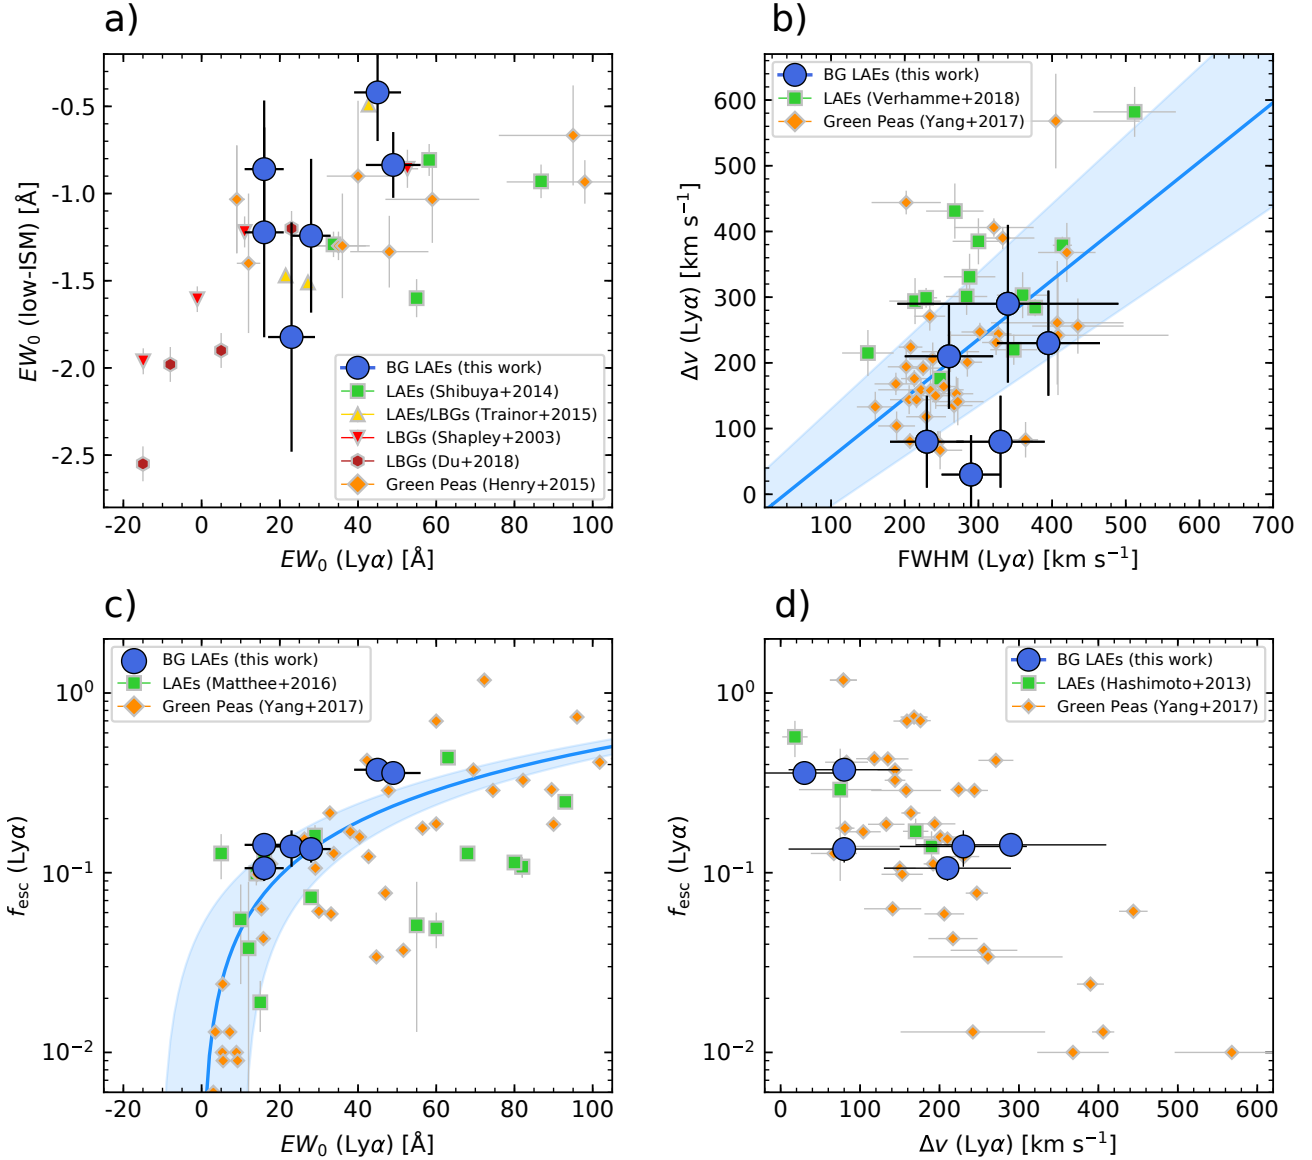 a)
-0.5
-1.0
-1.5
-2.0
-2.5
EW₀ (low-ISM) [Å]
BG LAEs (this work)
LAEs (Shibuya+2014)
LAEs/LBGs (Trainor+2015)
LBGs (Shapley+2003)
LBGs (Du+2018)
Green Peas (Henry+2015)
-20 0 20 40 60 80 100
EW₀ (Lyα) [Å]
b)
BG LAEs (this work)
LAEs (Verhamme+2018)
Green Peas (Yang+2017)
600
500
400
300
200
100
0
Δv (Lyα) [km s⁻¹]
100 200 300 400 500 600 700
FWHM (Lyα) [km s⁻¹]
c)
BG LAEs (this work)
LAEs (Matthee+2016)
Green Peas (Yang+2017)
10⁰
10⁻¹
10⁻²
fesc (Lyα)
-20 0 20 40 60 80 100
EW₀ (Lyα) [Å]
d)
BG LAEs (this work)
LAEs (Hashimoto+2013)
Green Peas (Yang+2017)
10⁰
10⁻¹
10⁻²
fesc (Lyα)
0 100 200 300 400 500 600
Δv (Lyα) [km s⁻¹]